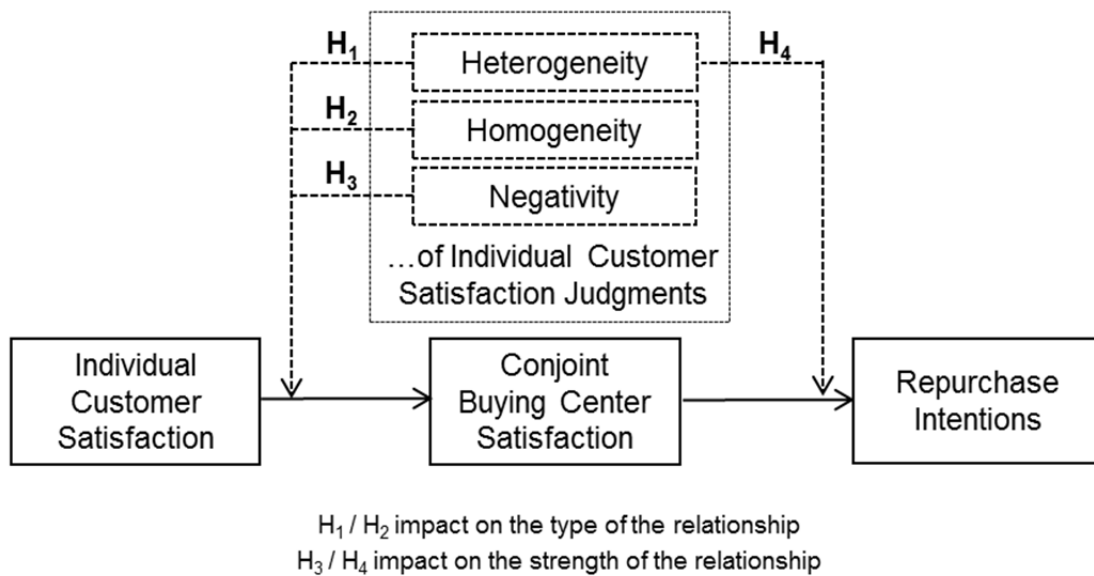 H₁
Heterogeneity
H₄
H₂
Homogeneity
H₃
Negativity
…of Individual Customer
Satisfaction Judgments
Individual
Customer
Satisfaction
Conjoint
Buying Center
Satisfaction
Repurchase
Intentions
H₁ / H₂ impact on the type of the relationship
H₃ / H₄ impact on the strength of the relationship